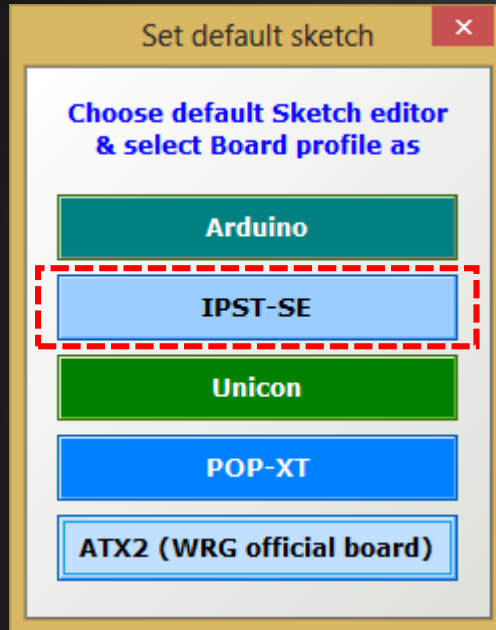 Set default sketch
Choose default Sketch editor
& select Board profile as
Arduino
IPST-SE
Unicon
POP-XT
ATX2 (WRG official board)